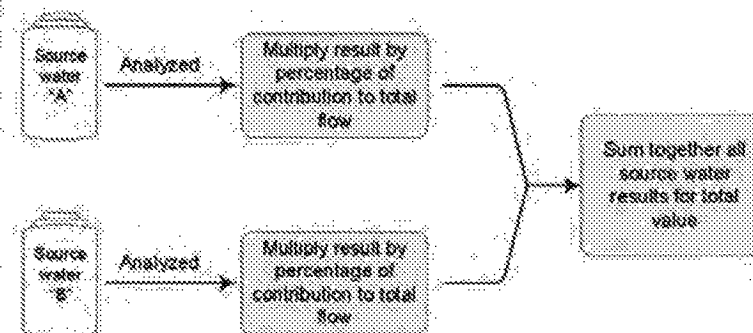 Source
water
"A"
Analyzed
Multiply result by
percentage of
contribution to total
flow
Source
water
"B"
Analyzed
Multiply result by
percentage of
contribution to total
flow
Sum together all
source water
results for total
value